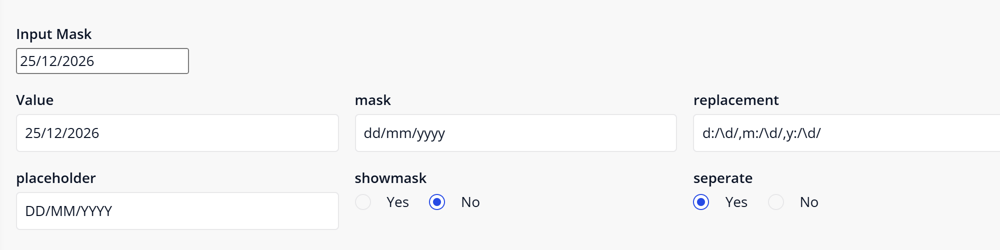 Input Mask
25/12/2026
Value mask replacement
25/12/2026 dd/mm/yyyy d:/\d/,m:/\d/,y:/\d/
placeholder showmask seperate
DD/MM/YYYY Yes No Yes No